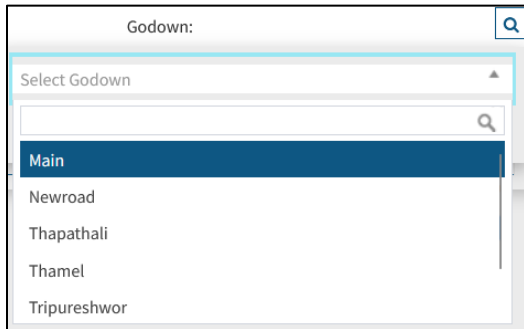 Godown:
Select Godown
Main
Newroad
Thapathali
Thamel
Tripureshwor